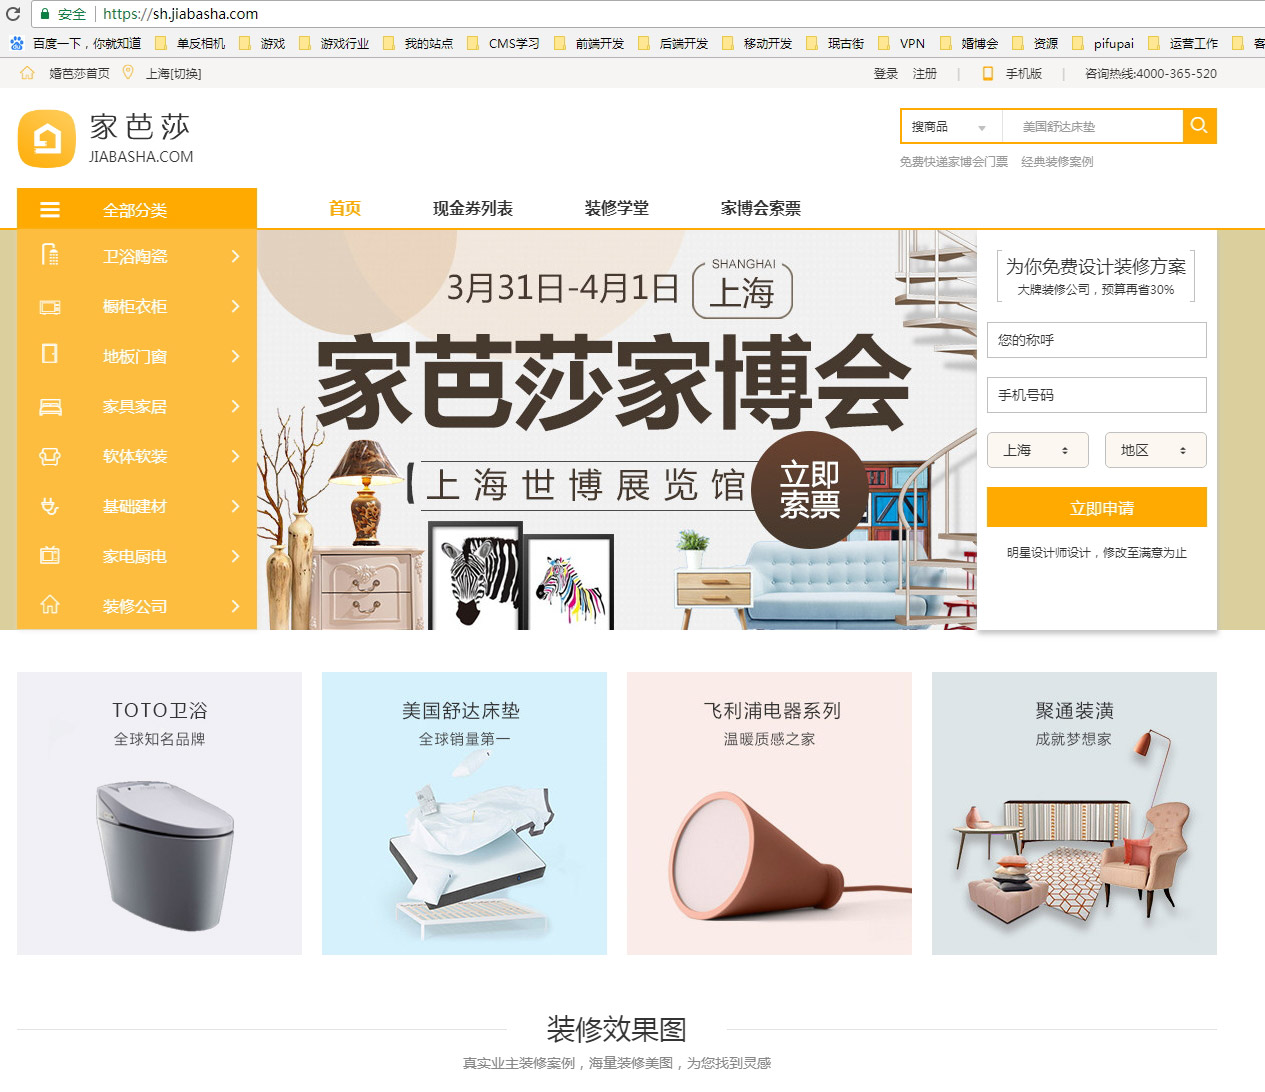 安全 https://sh.jiabasha.com
百度一下，你就知道 单反相机 游戏 游戏行业 我的站点 CMS学习 前端开发 后端开发 移动开发 珉古街 VPN 婚博会 资源 pifupai 运营工作
婚芭莎首页 上海[切换] 登录 注册 | 手机版 | 咨询热线:4000-365-520
家芭莎
JIABASHA.COM
搜商品 美国舒达床垫
免费快递家博会门票 经典装修案例
全部分类 首页 现金券列表 装修学堂 家博会索票
卫浴陶瓷
橱柜衣柜
地板门窗
家具家居
软体软装
基础建材
家电厨电
装修公司
3月31日-4月1日
SHANGHAI
上海
家芭莎家博会
上海世博展览馆
立即
索票
为你免费设计装修方案
大牌装修公司，预算再省30%
您的称呼
手机号码
上海 地区
立即申请
明星设计师设计，修改至满意为止
TOTO卫浴
全球知名品牌
美国舒达床垫
全球销量第一
飞利浦电器系列
温暖质感之家
聚通装潢
成就梦想家
装修效果图
真实业主装修案例，海量装修美图，为您找到灵感